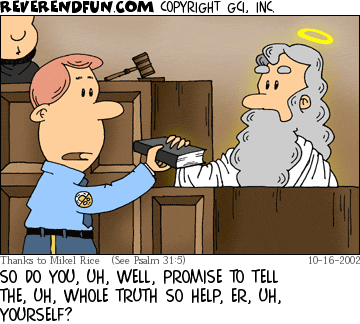 REVERENDFUN.COM COPYRIGHT GCI, INC.
Thanks to Mikel Rice (See Psalm 31:5) 10-16-2002
SO DO YOU, UH, WELL, PROMISE TO TELL
THE, UH, WHOLE TRUTH SO HELP, ER, UH,
YOURSELF?